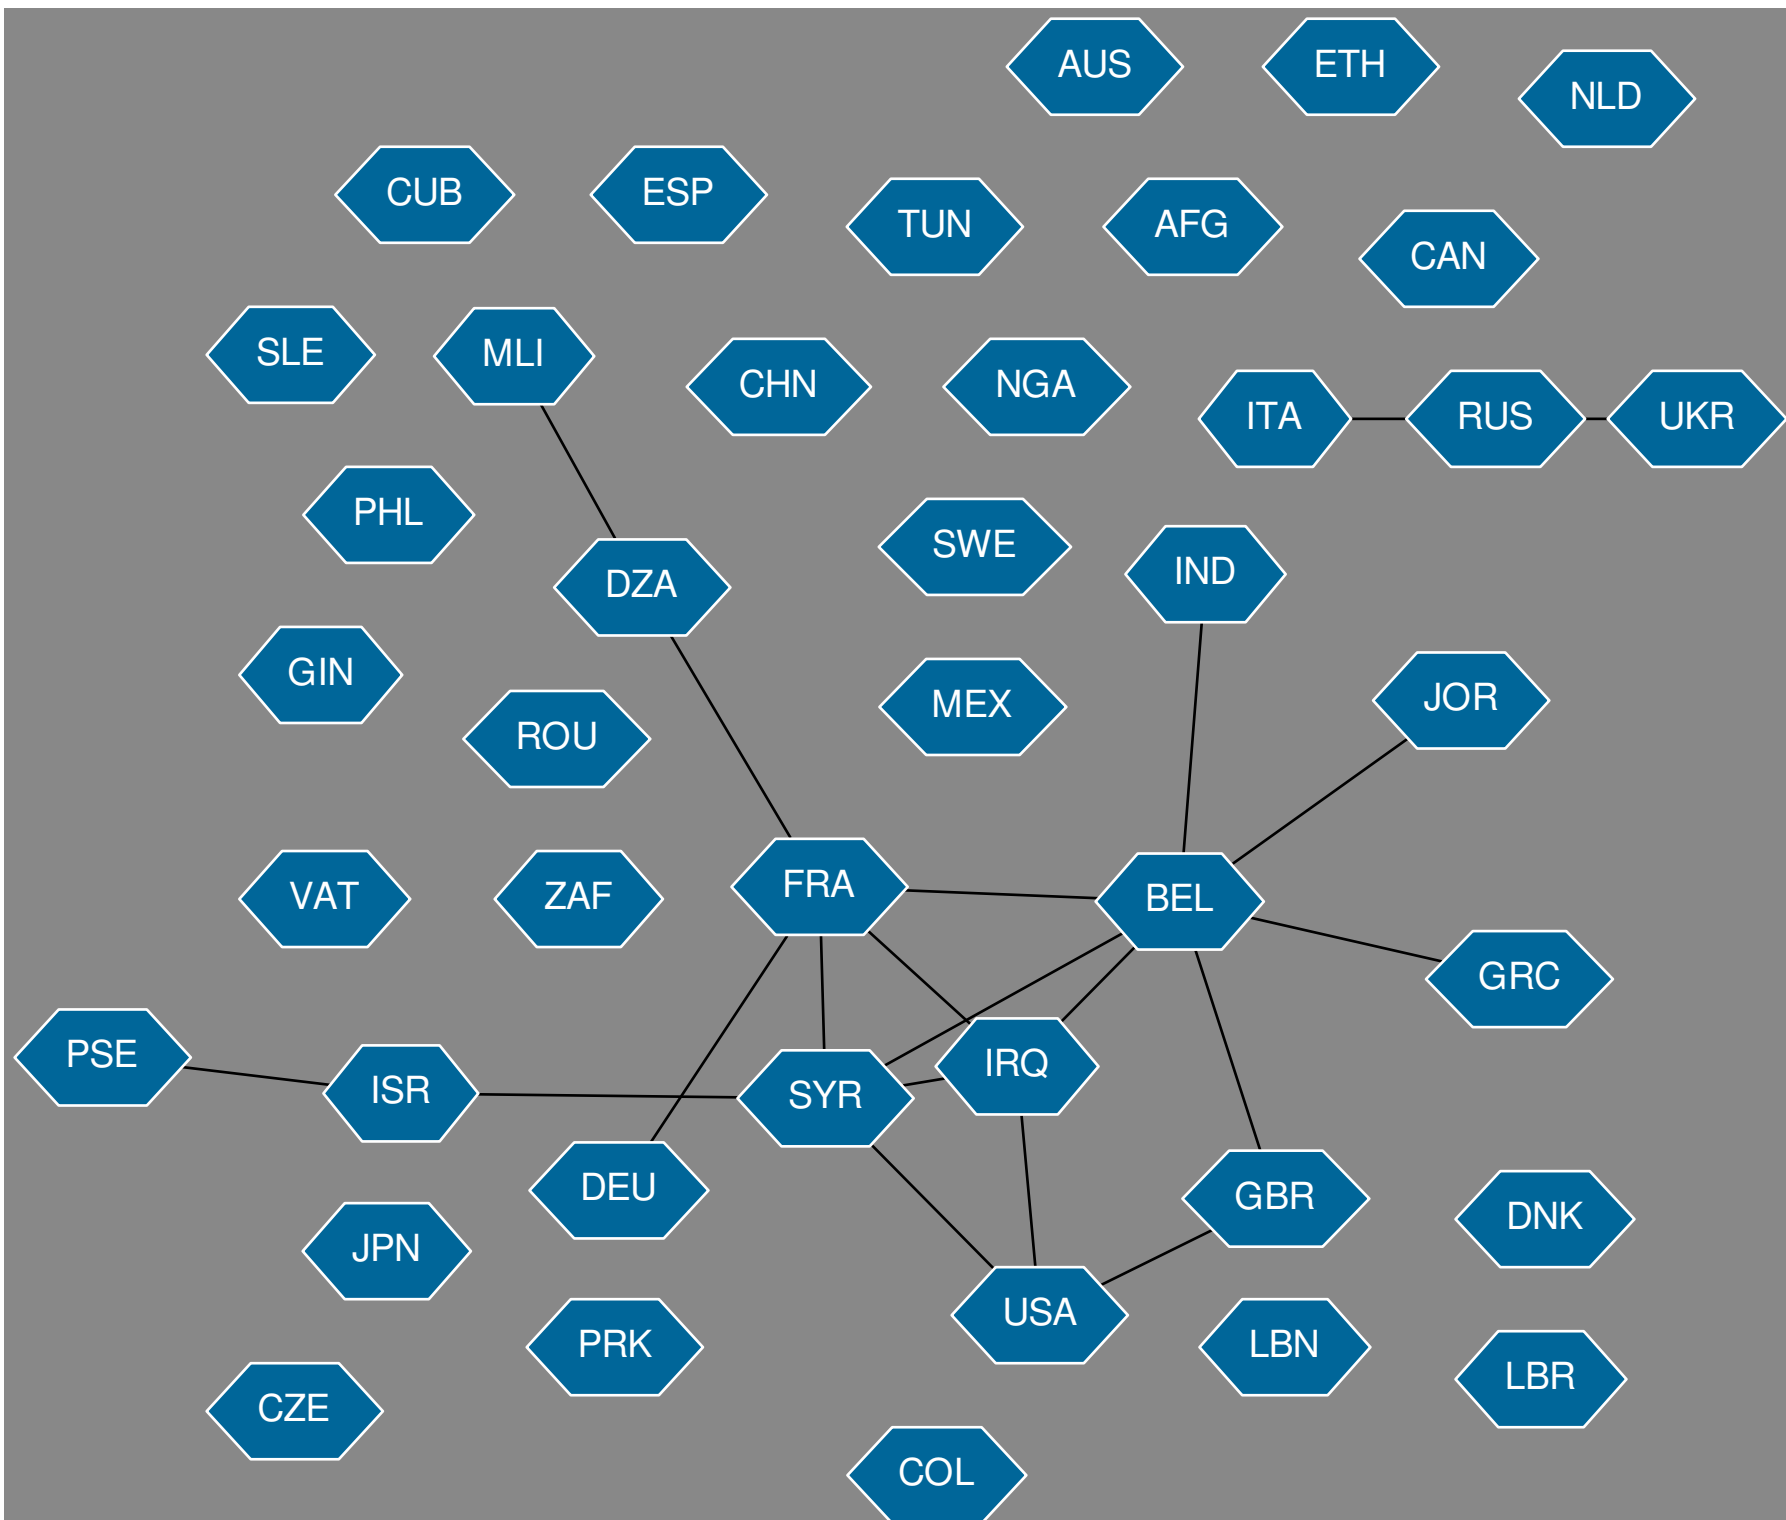 AUS
ETH
NLD
CUB
ESP
TUN
AFG
CAN
SLE
MLI
CHN
NGA
ITA
RUS
UKR
PHL
DZA
SWE
IND
GIN
ROU
MEX
JOR
VAT
ZAF
FRA
BEL
GRC
PSE
ISR
SYR
IRQ
DEU
GBR
DNK
JPN
PRK
USA
LBN
LBR
CZE
COL